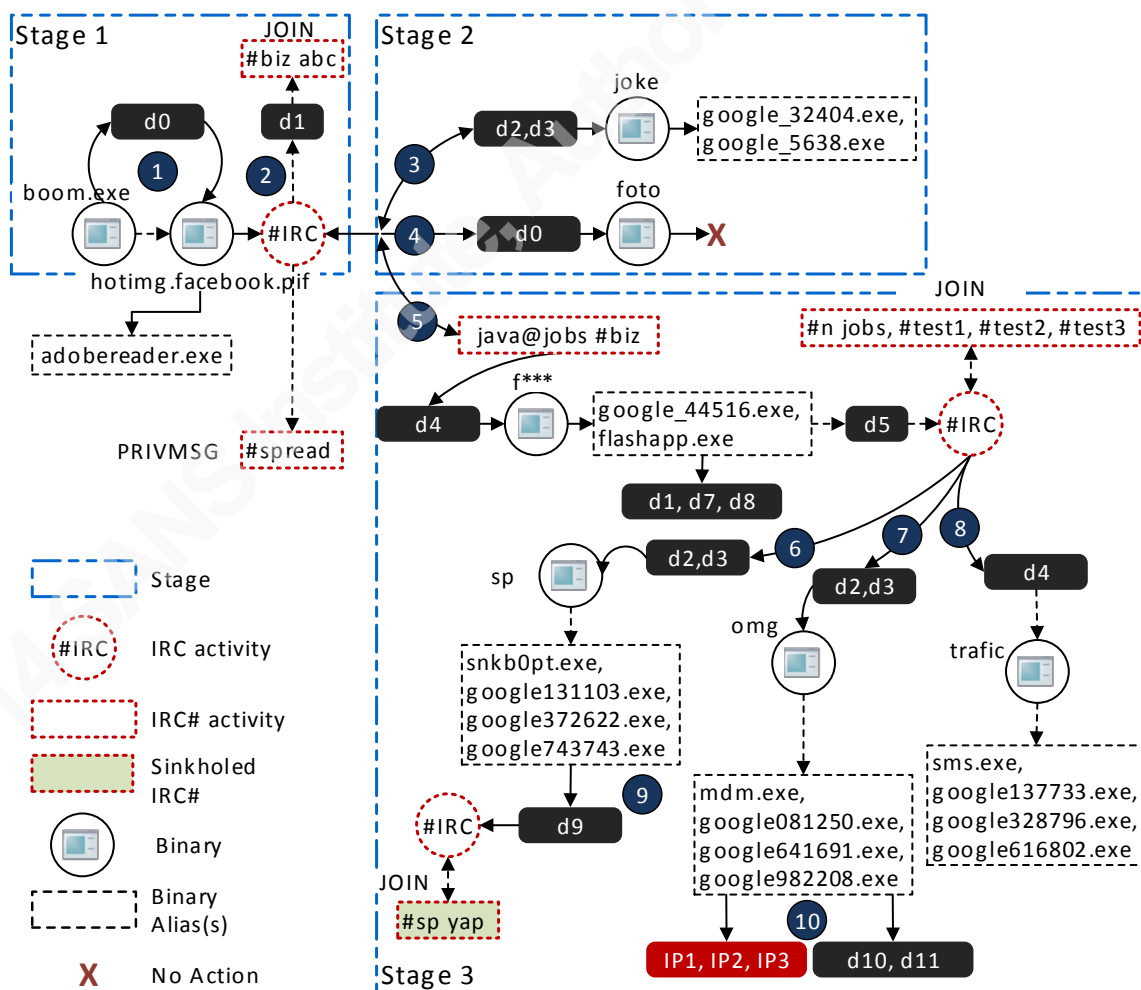 Stage 1
JOIN
#biz abc
d0
d1
1
2
boom.exe
#IRC
hotimg.facebook.pif
adobereader.exe
PRIVMSG
#spread
Stage 2
joke
d2,d3
google_32404.exe,
google_5638.exe
3
foto
4
d0
X
5
java@jobs #biz
JOIN
#n jobs, #test1, #test2, #test3
f***
d4
google_44516.exe,
flashapp.exe
d5
#IRC
d1, d7, d8
6
7
8
sp
d2,d3
d2,d3
d4
omg
trafic
snkb0pt.exe,
google131103.exe,
google372622.exe,
google743743.exe
mdm.exe,
google081250.exe,
google641691.exe,
google982208.exe
sms.exe,
google137733.exe,
google328796.exe,
google616802.exe
9
#IRC
d9
JOIN
#sp yap
10
IP1, IP2, IP3
d10, d11
Stage 3
Stage
#IRC
IRC activity
IRC# activity
Sinkholed
IRC#
Binary
Binary
Alias(s)
X
No Action